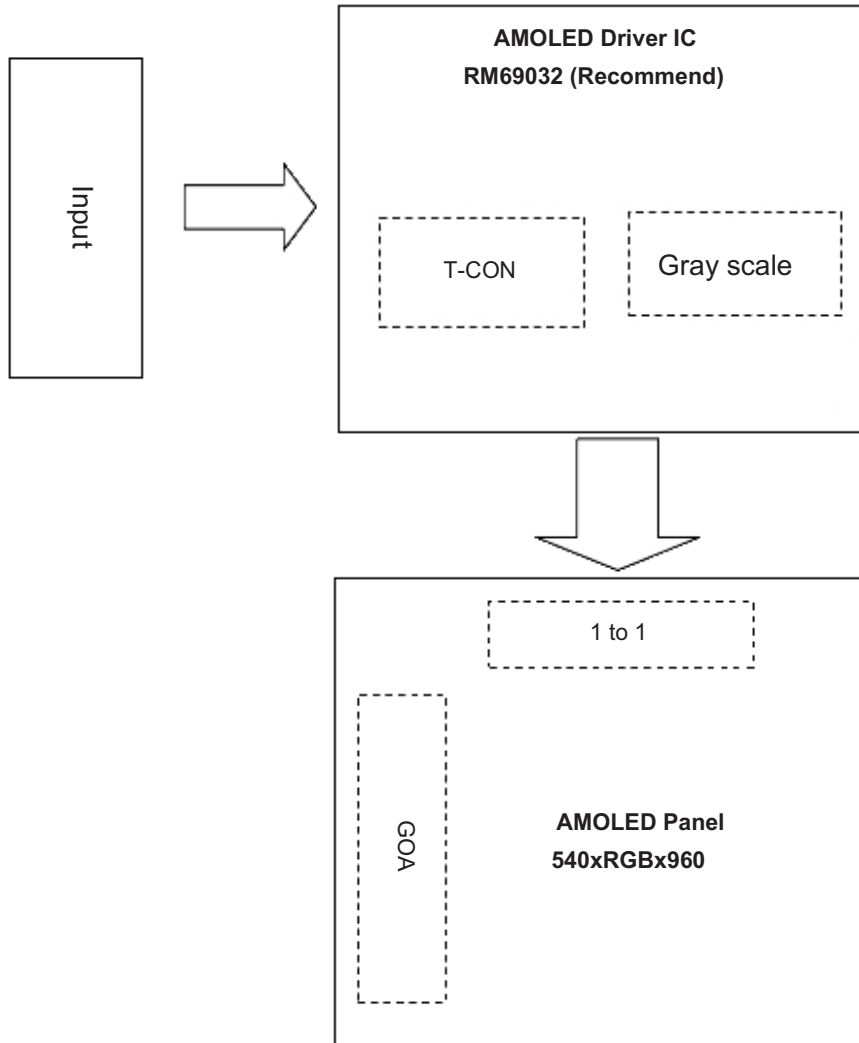 AMOLED Driver IC
RM69032 (Recommend)
Input
T-CON
Gray scale
1 to 1
GOA
AMOLED Panel
540xRGBx960